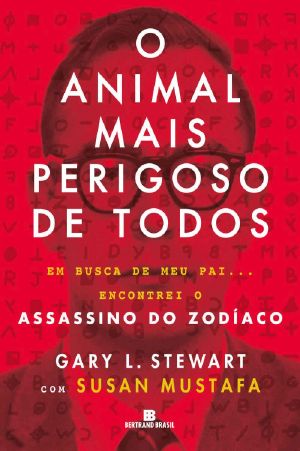 O
ANIMAL
MAIS
PERIGOSO
DE TODOS
EM BUSCA DE MEU PAI...
ENCONTREI O
ASSASSINO DO ZODÍACO
GARY L. STEWART
COM SUSAN MUSTAFA
B
BERTRAND BRASIL